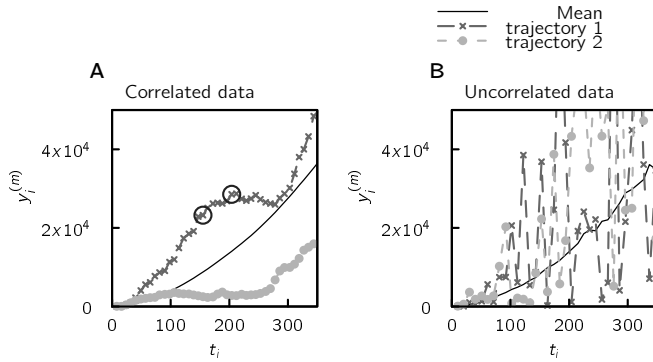 Mean
trajectory 1
trajectory 2
A
Correlated data
4x10^4
2x10^4
0
y_i^(m)
0 100 200 300
t_i
B
Uncorrelated data
4x10^4
2x10^4
0
y_i^(m)
0 100 200 300
t_i